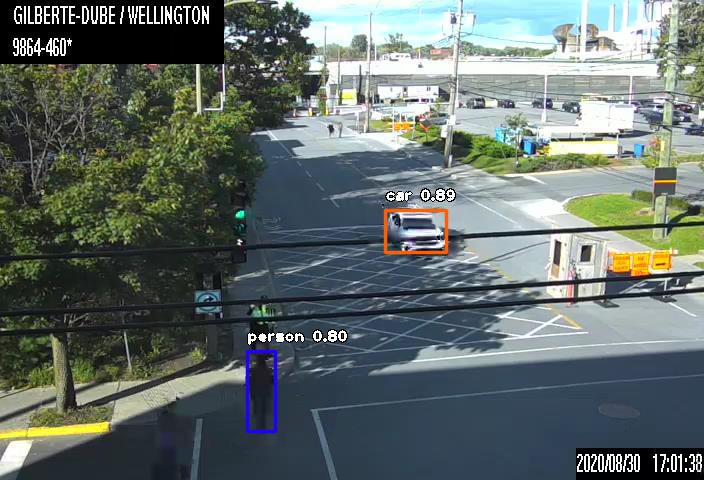 GILBERTE-DUBE / WELLINGTON
9864-460*
car 0.89
person 0.80
2020/08/30 17:01:38